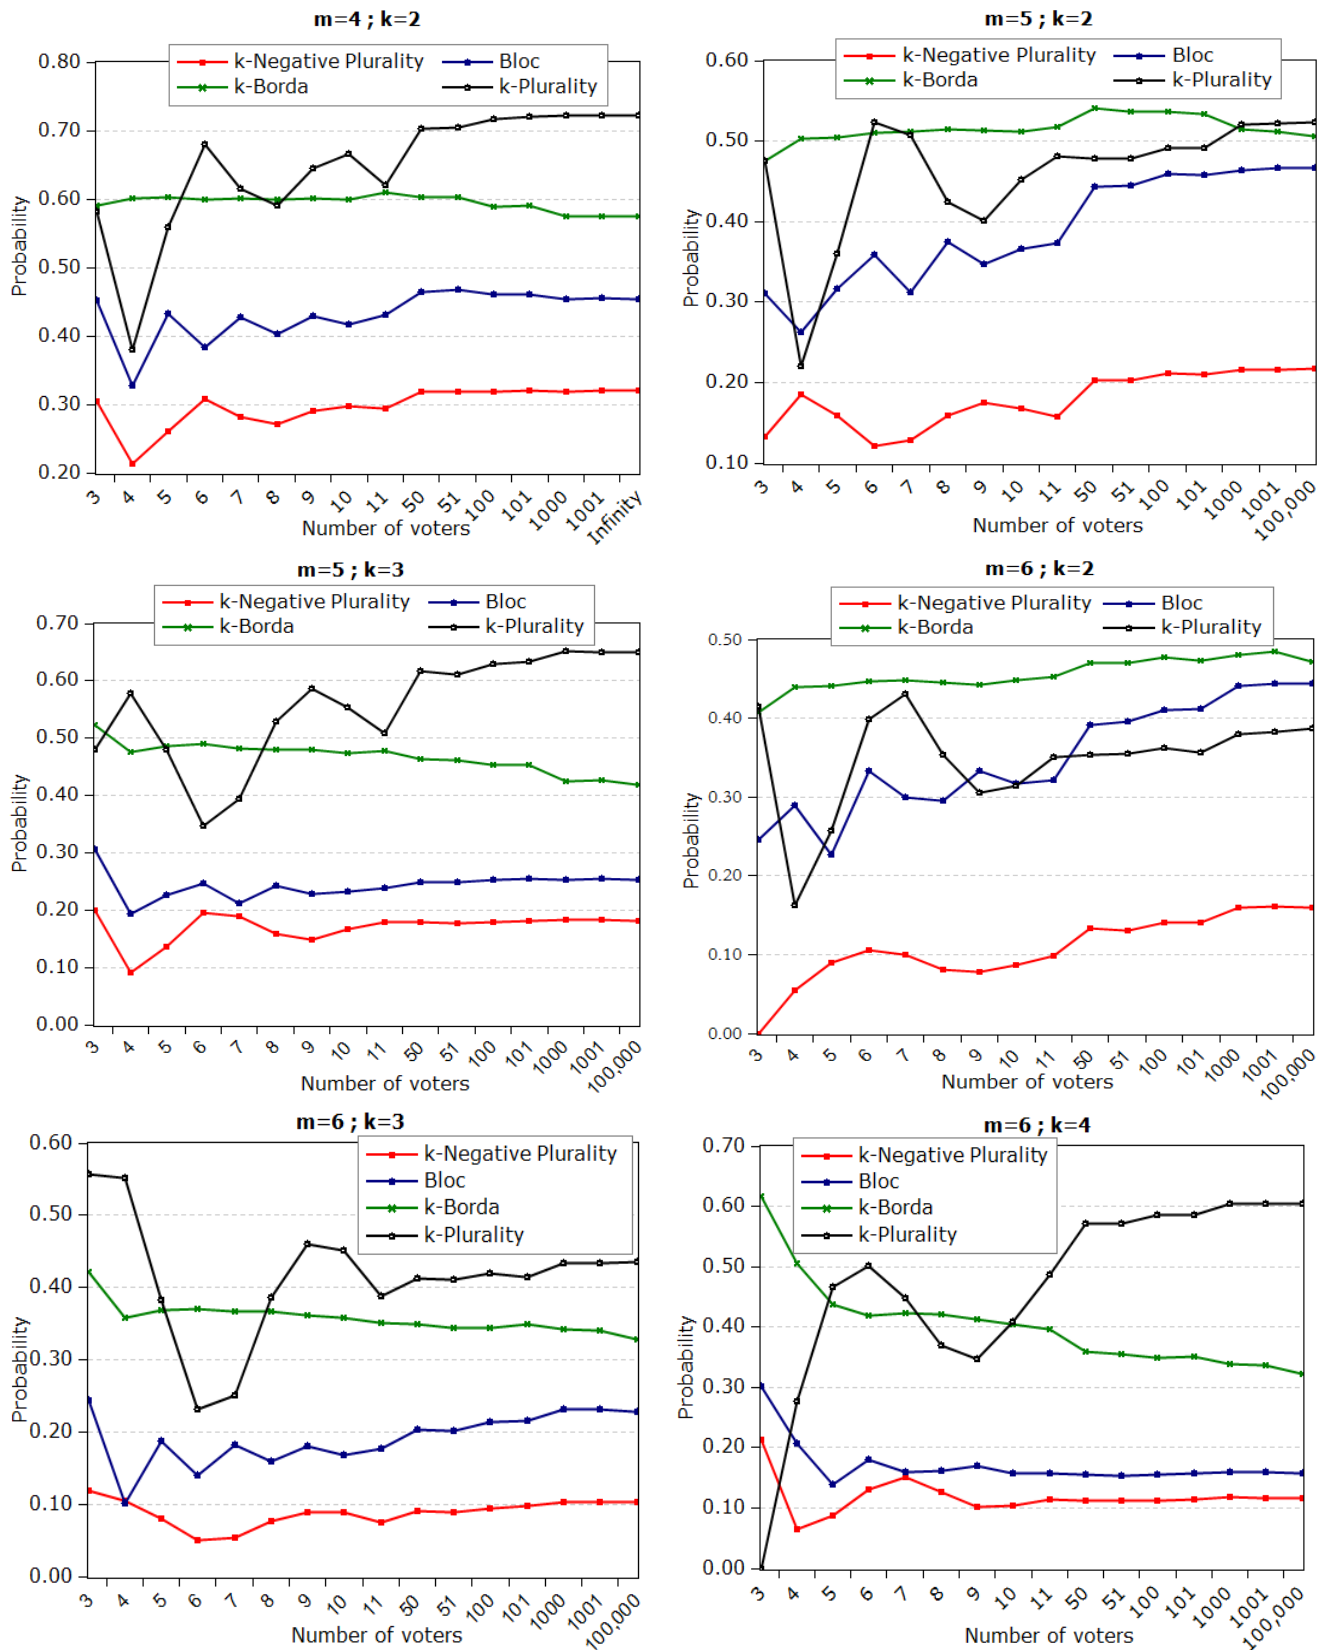 m=4 ; k=2
k-Negative Plurality Bloc
k-Borda k-Plurality
Probability
0.80
0.70
0.60
0.50
0.40
0.30
0.20
3 4 5 6 7 8 9 10 11 50 51 100 101 1000 1001 Infinity
Number of voters
m=5 ; k=2
k-Negative Plurality Bloc
k-Borda k-Plurality
Probability
0.60
0.50
0.40
0.30
0.20
0.10
3 4 5 6 7 8 9 10 11 50 51 100 101 1000 1001 100,000
Number of voters
m=5 ; k=3
k-Negative Plurality Bloc
k-Borda k-Plurality
Probability
0.70
0.60
0.50
0.40
0.30
0.20
0.10
0.00
3 4 5 6 7 8 9 10 11 50 51 100 101 1000 1001 100,000
Number of voters
m=6 ; k=2
k-Negative Plurality Bloc
k-Borda k-Plurality
Probability
0.50
0.40
0.30
0.20
0.10
0.00
3 4 5 6 7 8 9 10 11 50 51 100 101 1000 1001 100,000
Number of voters
m=6 ; k=3
k-Negative Plurality
Bloc
k-Borda
k-Plurality
Probability
0.60
0.50
0.40
0.30
0.20
0.10
0.00
3 4 5 6 7 8 9 10 11 50 51 100 101 1000 1001 100,000
Number of voters
m=6 ; k=4
k-Negative Plurality
Bloc
k-Borda
k-Plurality
Probability
0.70
0.60
0.50
0.40
0.30
0.20
0.10
0.00
3 4 5 6 7 8 9 10 11 50 51 100 101 1000 1001 100,000
Number of voters